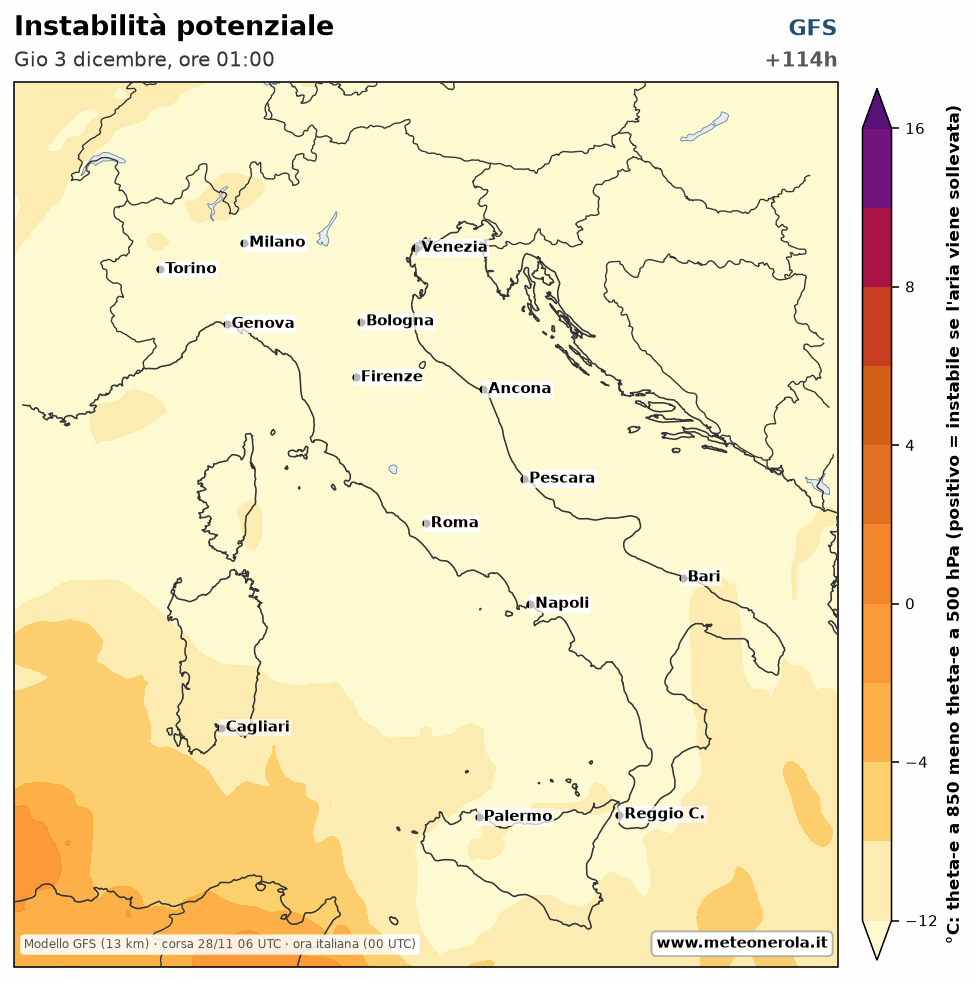 Instabilità potenziale
GFS
Gio 3 dicembre, ore 01:00
+114h
Milano
Venezia
Torino
Genova
Bologna
Firenze
Ancona
Pescara
Roma
Bari
Napoli
Cagliari
Palermo
Reggio C.
16
8
4
0
−4
−12
°C: theta-e a 850 meno theta-e a 500 hPa (positivo = instabile se l'aria viene sollevata)
Modello GFS (13 km) · corsa 28/11 06 UTC · ora italiana (00 UTC)
www.meteonerola.it